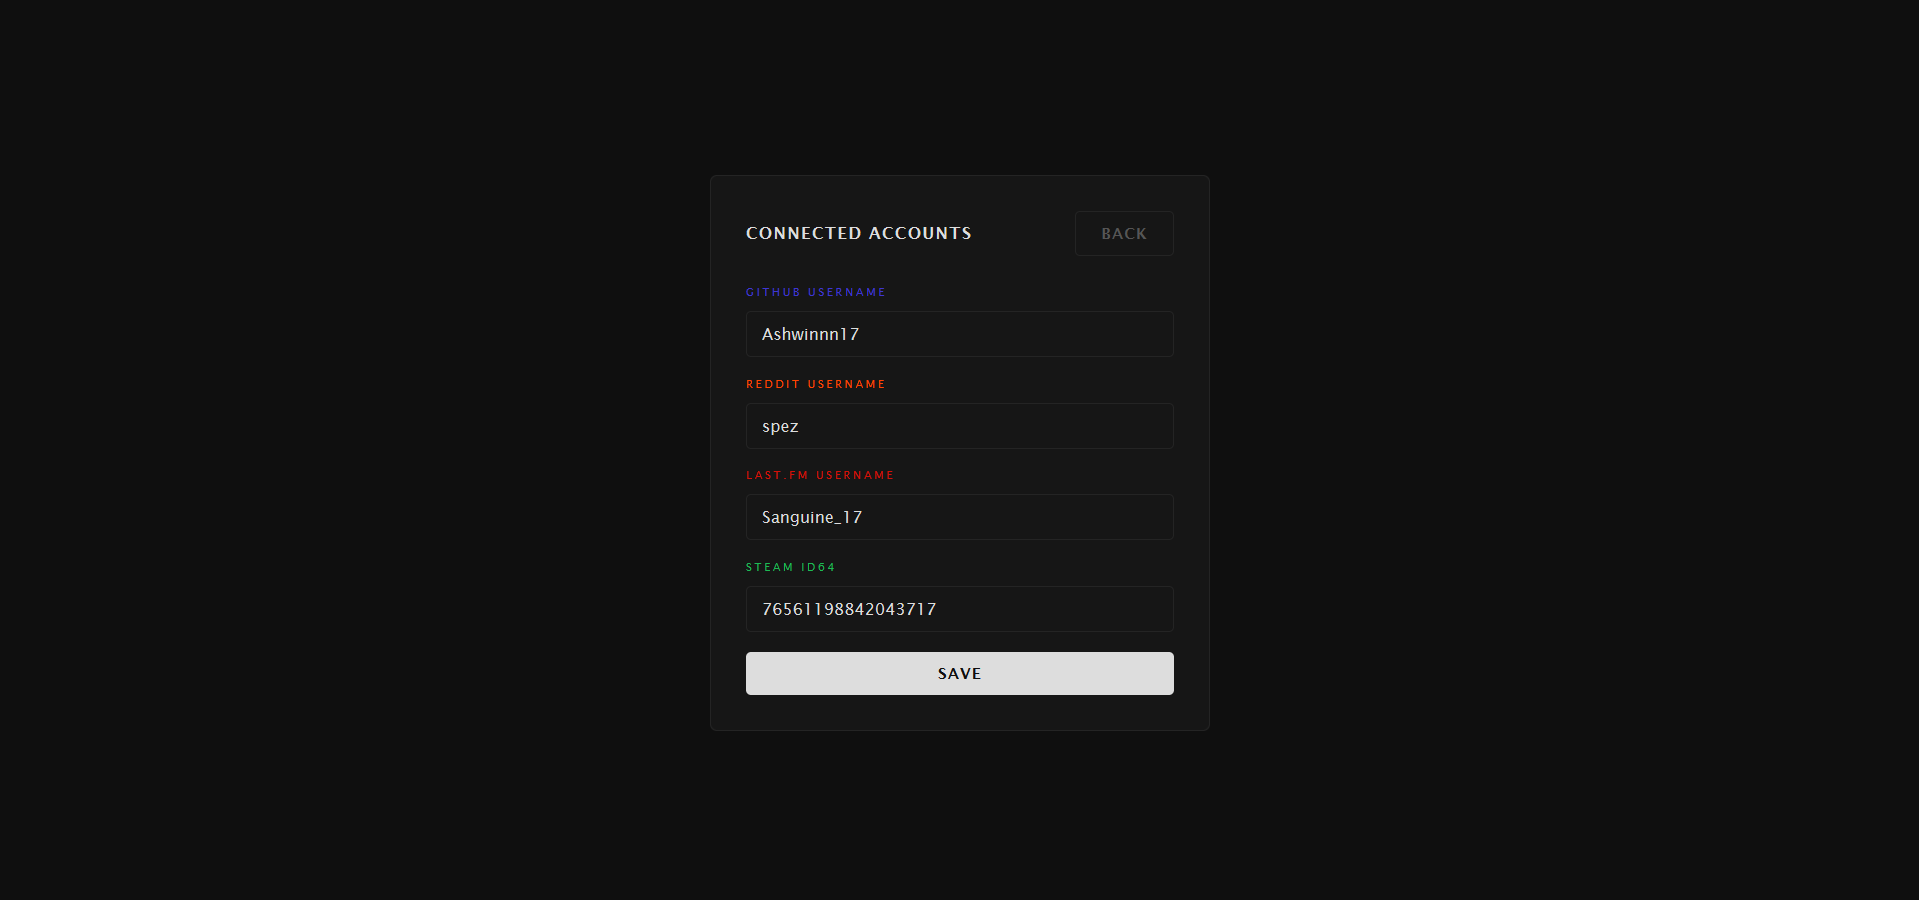 CONNECTED ACCOUNTS
BACK
GITHUB USERNAME
Ashwinnn17
REDDIT USERNAME
spez
LAST.FM USERNAME
Sanguine_17
STEAM ID64
76561198842043717
SAVE